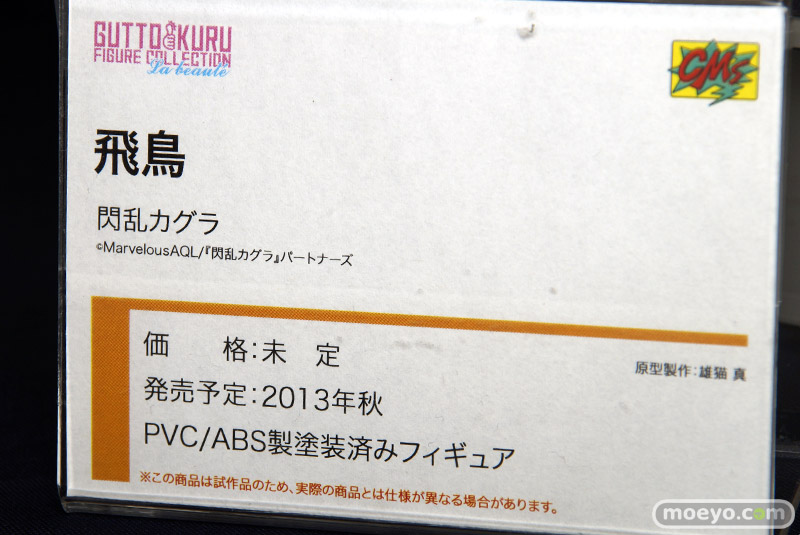 GUTTO KURU
FIGURE COLLECTION
La beauté
CMs
飛鳥
閃乱カグラ
©MarvelousAQL/『閃乱カグラ』パートナーズ
価　　格：未　定
原型製作：雄猫 真
発売予定：2013年秋
PVC/ABS製塗装済みフィギュア
※この商品は試作品のため、実際の商品とは仕様が異なる場合があります。
moeyo.com